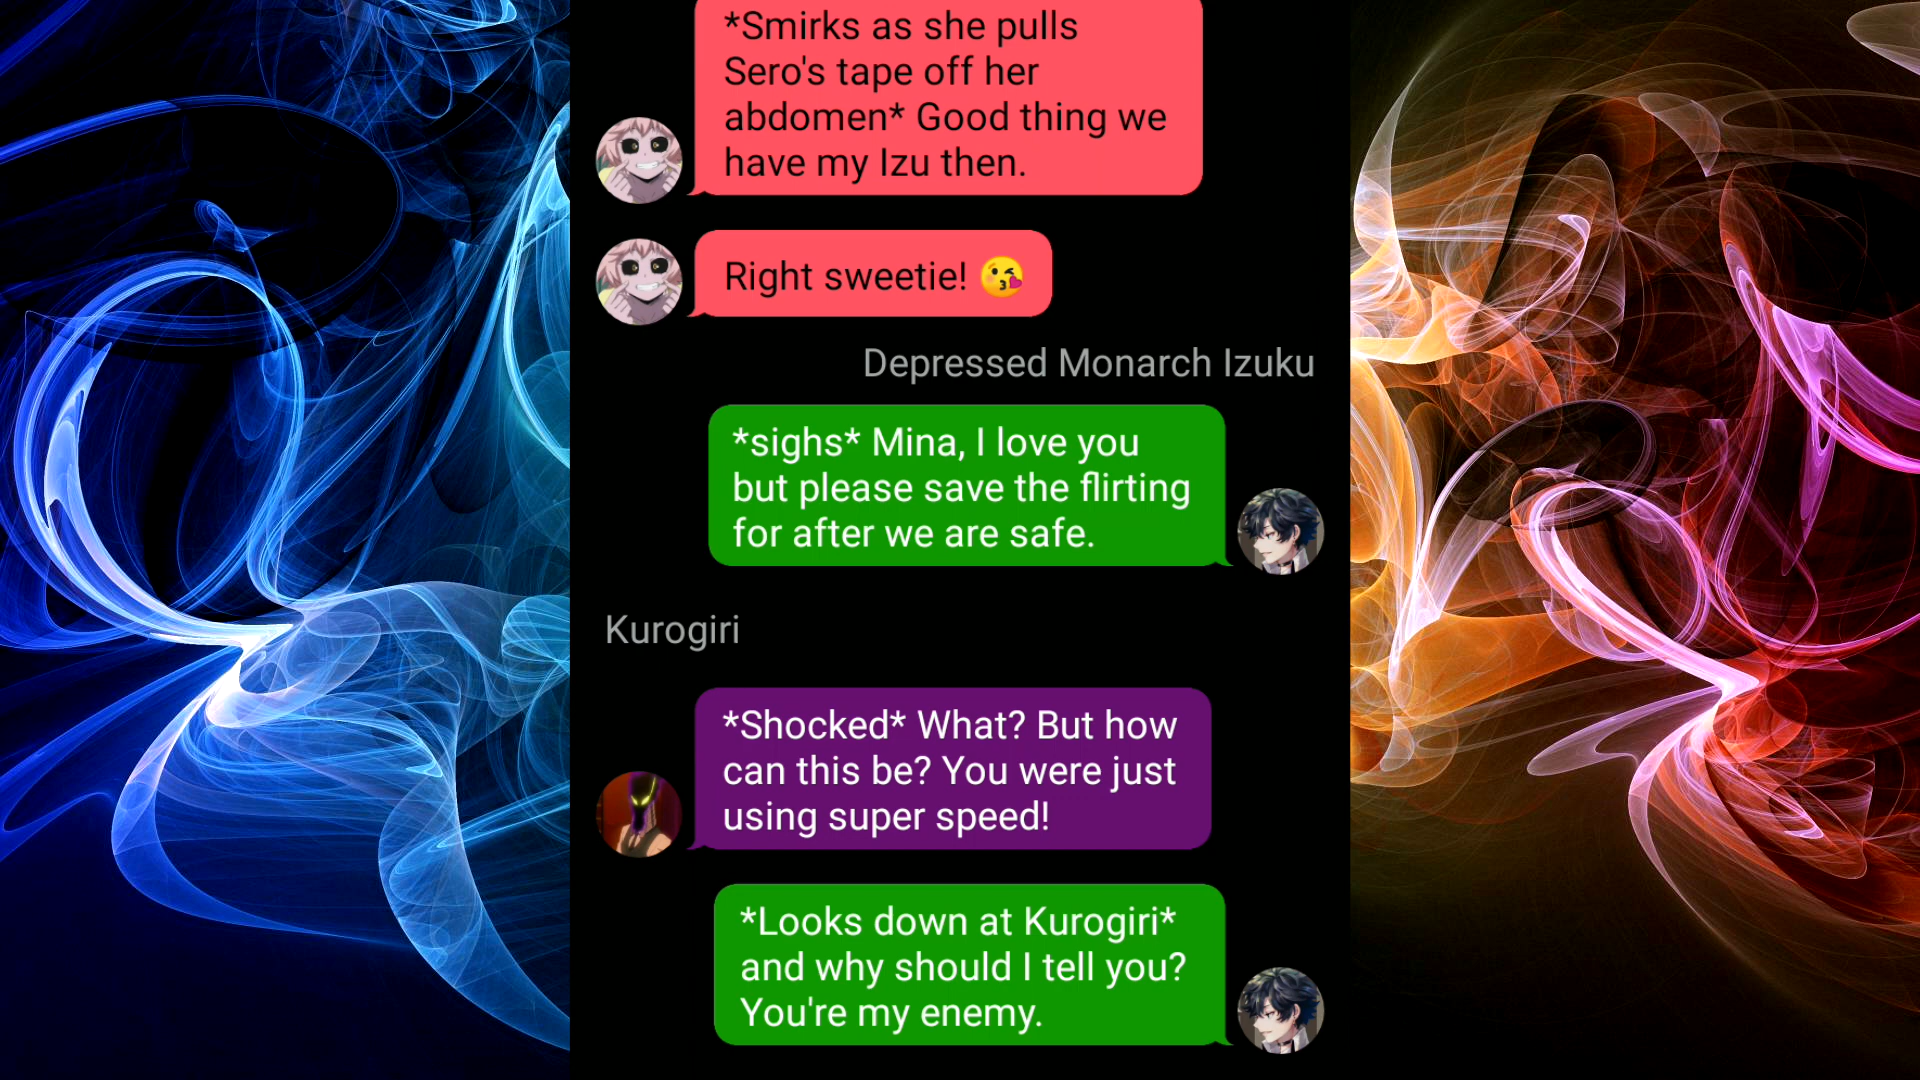 *Smirks as she pulls
Sero's tape off her
abdomen* Good thing we
have my Izu then.
Right sweetie! 😘
Depressed Monarch Izuku
*sighs* Mina, I love you
but please save the flirting
for after we are safe.
Kurogiri
*Shocked* What? But how
can this be? You were just
using super speed!
*Looks down at Kurogiri*
and why should I tell you?
You're my enemy.